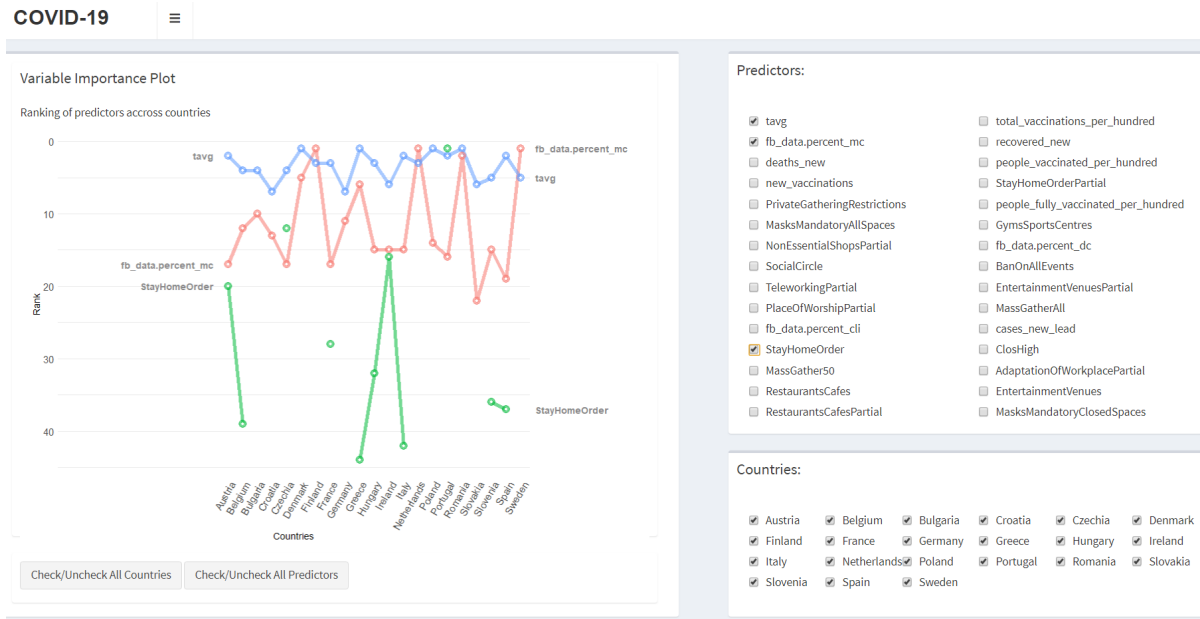 COVID-19
Variable Importance Plot
Ranking of predictors accross countries
0
10
20
30
40
Rank
tavg
fb_data.percent_mc
StayHomeOrder
fb_data.percent_mc
tavg
StayHomeOrder
Austria
Belgium
Bulgaria
Croatia
Czechia
Denmark
Finland
France
Germany
Greece
Hungary
Ireland
Italy
Netherlands
Poland
Portugal
Romania
Slovakia
Slovenia
Spain
Sweden
Countries
Check/Uncheck All Countries Check/Uncheck All Predictors
Predictors:
tavg total_vaccinations_per_hundred
fb_data.percent_mc recovered_new
deaths_new people_vaccinated_per_hundred
new_vaccinations StayHomeOrderPartial
PrivateGatheringRestrictions people_fully_vaccinated_per_hundred
MasksMandatoryAllSpaces GymsSportsCentres
NonEssentialShopsPartial fb_data.percent_dc
SocialCircle BanOnAllEvents
TeleworkingPartial EntertainmentVenuesPartial
PlaceOfWorshipPartial MassGatherAll
fb_data.percent_cli cases_new_lead
StayHomeOrder ClosHigh
MassGather50 AdaptationOfWorkplacePartial
RestaurantsCafes EntertainmentVenues
RestaurantsCafesPartial MasksMandatoryClosedSpaces
Countries:
Austria Belgium Bulgaria Croatia Czechia Denmark
Finland France Germany Greece Hungary Ireland
Italy Netherlands Poland Portugal Romania Slovakia
Slovenia Spain Sweden